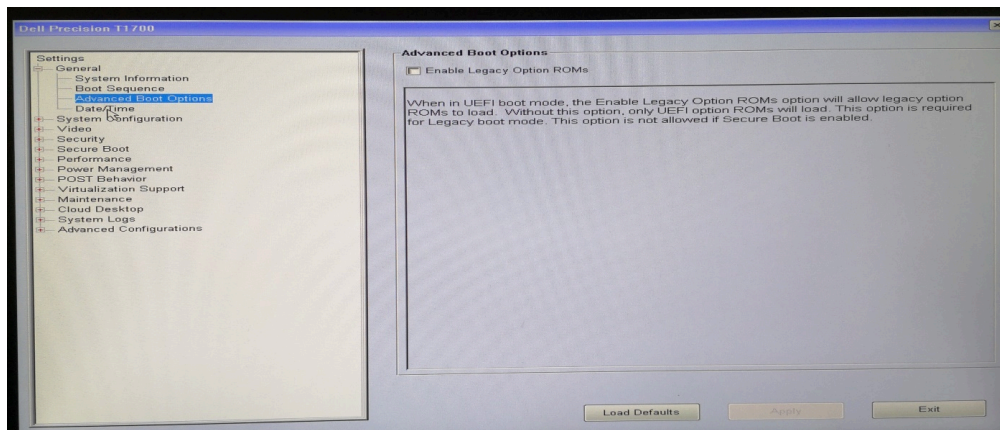 Dell Precision T1700
Settings
General
System Information
Boot Sequence
Advanced Boot Options
Date/Time
System Configuration
Video
Security
Secure Boot
Performance
Power Management
POST Behavior
Virtualization Support
Maintenance
Cloud Desktop
System Logs
Advanced Configurations
Advanced Boot Options
Enable Legacy Option ROMs
When in UEFI boot mode, the Enable Legacy Option ROMs option will allow legacy option
ROMs to load. Without this option, only UEFI option ROMs will load. This option is required
for Legacy boot mode. This option is not allowed if Secure Boot is enabled.
Load Defaults
Apply
Exit